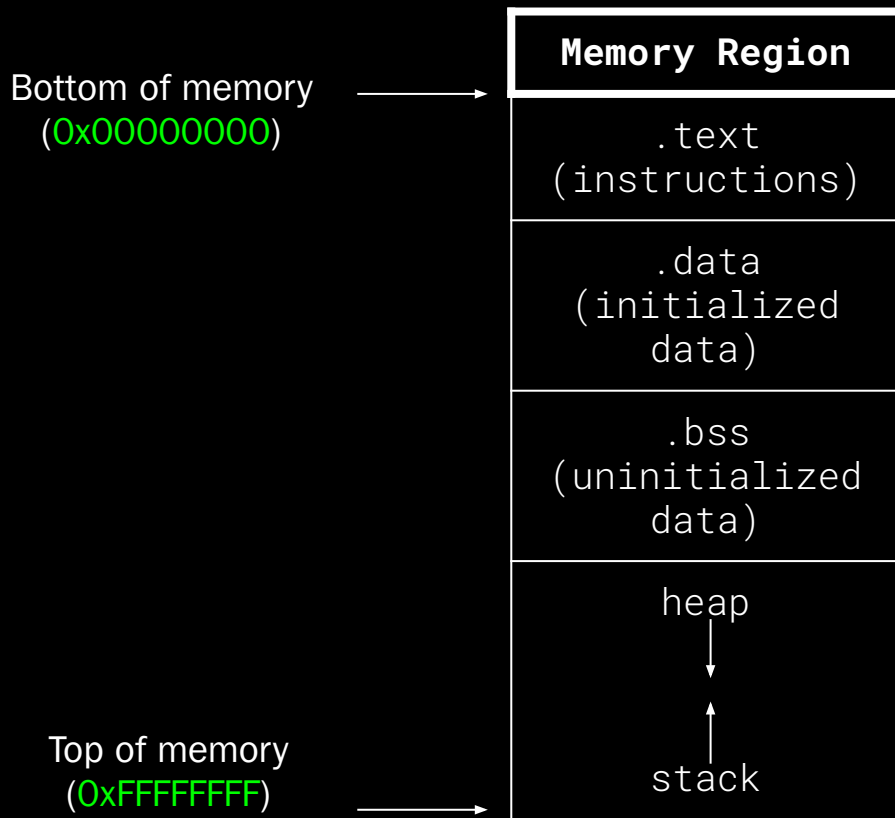 Memory Region
Bottom of memory
(0x00000000)
.text
(instructions)
.data
(initialized
data)
.bss
(uninitialized
data)
heap
stack
Top of memory
(0xFFFFFFFF)